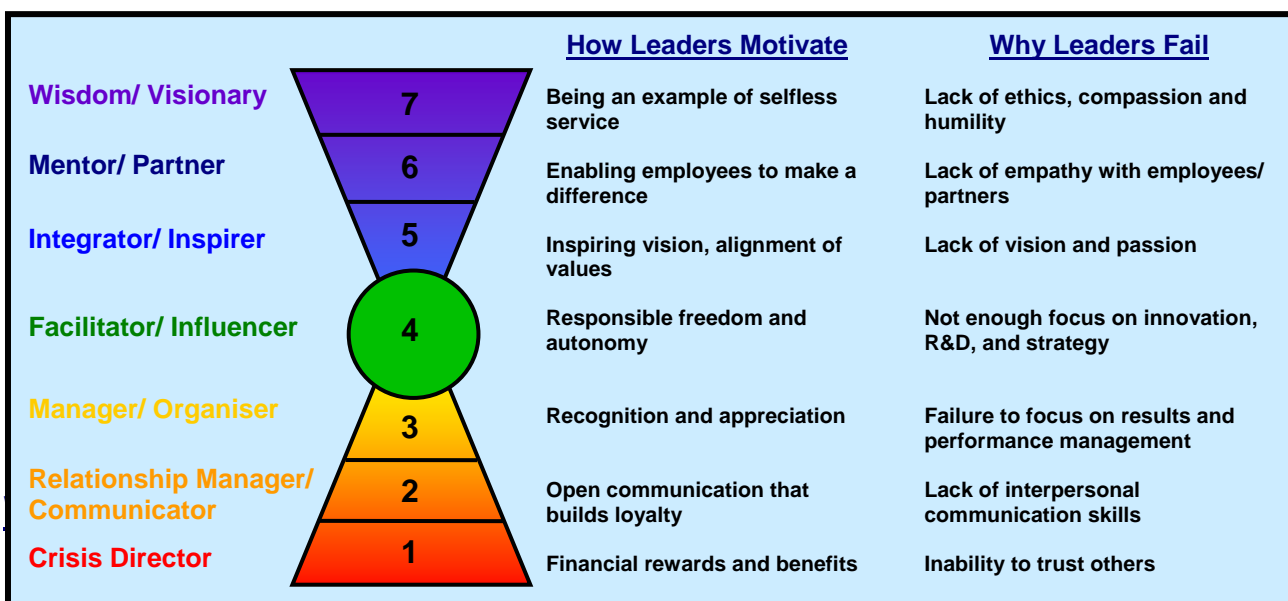 How Leaders Motivate
Why Leaders Fail
Wisdom/ Visionary
7
Being an example of selfless
service
Lack of ethics, compassion and
humility
Mentor/ Partner
6
Enabling employees to make a
difference
Lack of empathy with employees/
partners
Integrator/ Inspirer
5
Inspiring vision, alignment of
values
Lack of vision and passion
Facilitator/ Influencer
4
Responsible freedom and
autonomy
Not enough focus on innovation,
R&D, and strategy
Manager/ Organiser
3
Recognition and appreciation
Failure to focus on results and
performance management
Relationship Manager/
Communicator
2
Open communication that
builds loyalty
Lack of interpersonal
communication skills
Crisis Director
1
Financial rewards and benefits
Inability to trust others